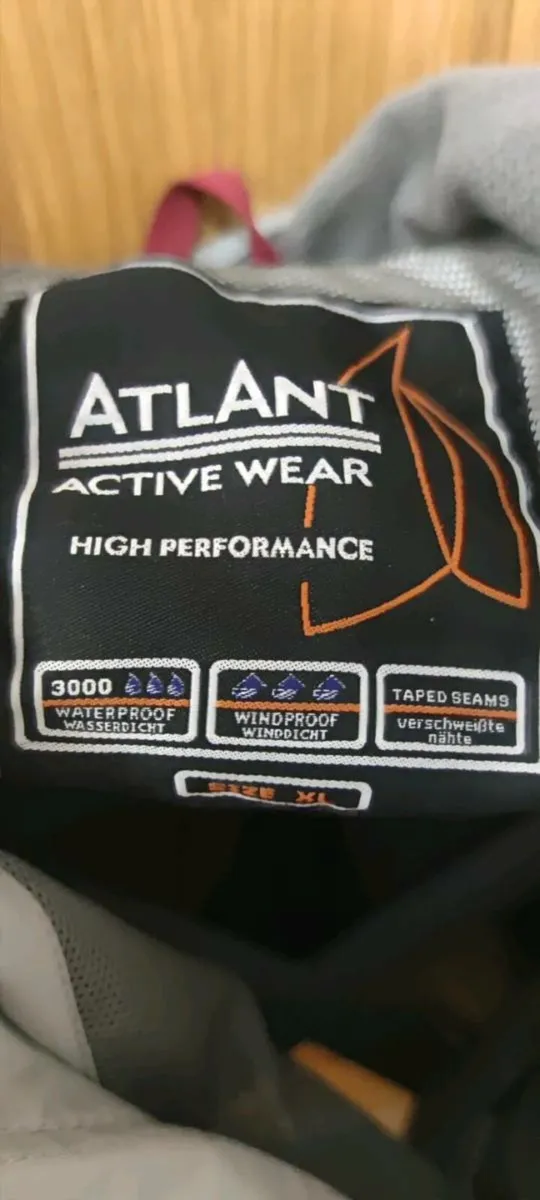 ATLANT
ACTIVE WEAR
HIGH PERFORMANCE
3000
WATERPROOF
WASSERDICHT
WINDPROOF
WINDDICHT
TAPED SEAMS
verschweißte
nähte
SIZE XL